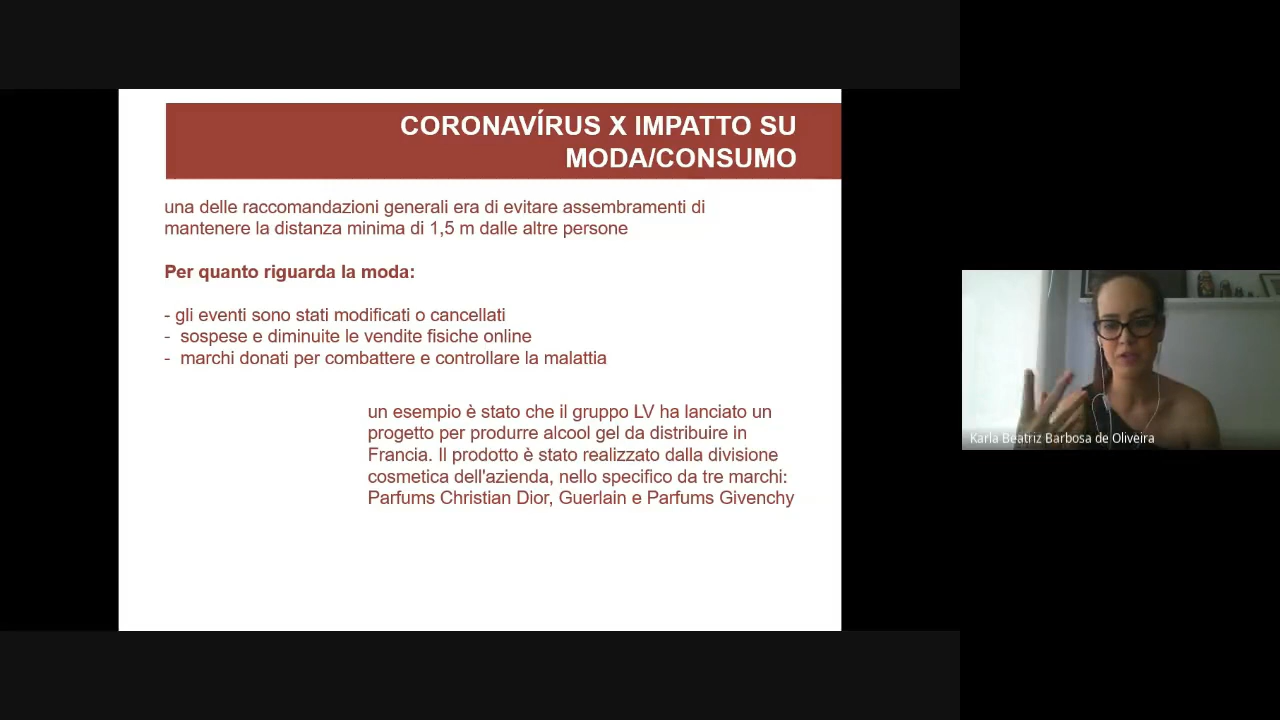 CORONAVÍRUS X IMPATTO SU
MODA/CONSUMO
una delle raccomandazioni generali era di evitare assembramenti di
mantenere la distanza minima di 1,5 m dalle altre persone
Per quanto riguarda la moda:
- gli eventi sono stati modificati o cancellati
- sospese e diminuite le vendite fisiche online
- marchi donati per combattere e controllare la malattia
un esempio è stato che il gruppo LV ha lanciato un
progetto per produrre alcool gel da distribuire in
Francia. Il prodotto è stato realizzato dalla divisione
cosmetica dell'azienda, nello specifico da tre marchi:
Parfums Christian Dior, Guerlain e Parfums Givenchy
Karla Beatriz Barbosa de Oliveira